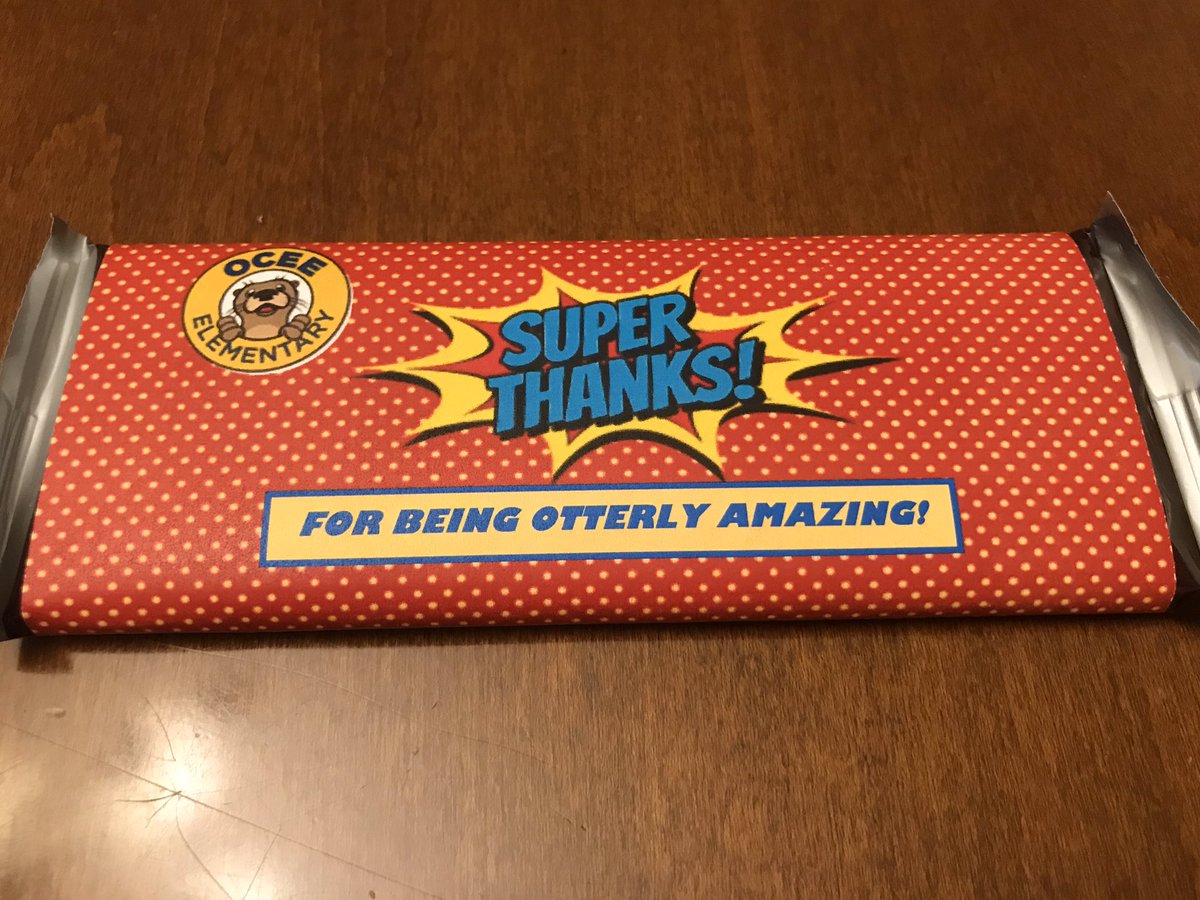 OCEE
ELEMENTARY
SUPER
THANKS!
FOR BEING OTTERLY AMAZING!